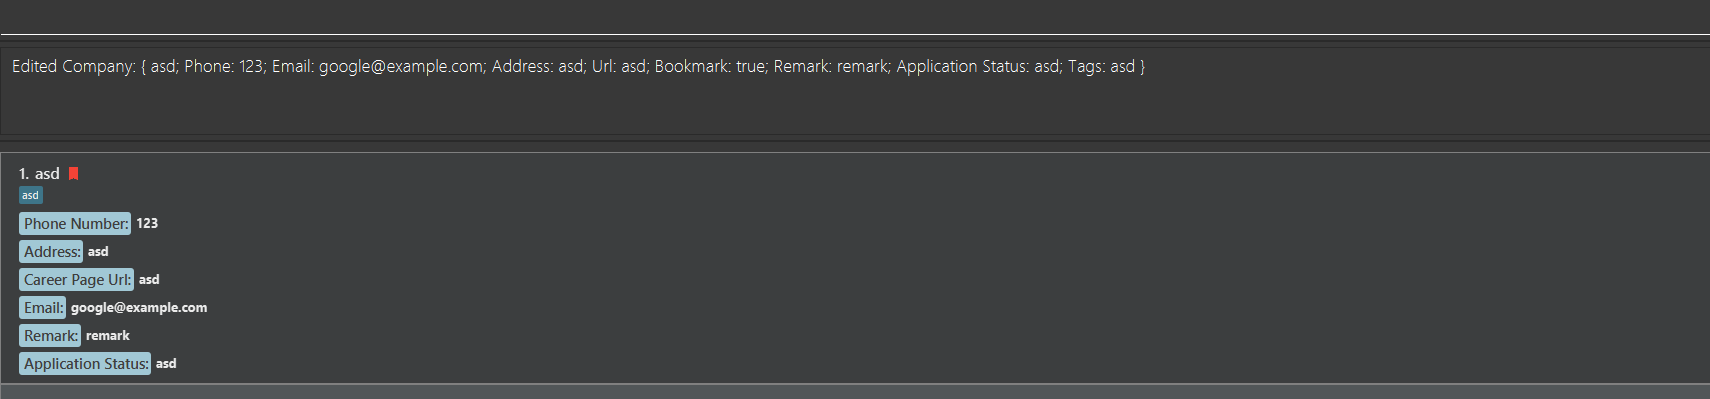 Edited Company: { asd; Phone: 123; Email: google@example.com; Address: asd; Url: asd; Bookmark: true; Remark: remark; Application Status: asd; Tags: asd }
1. asd
asd
Phone Number: 123
Address: asd
Career Page Url: asd
Email: google@example.com
Remark: remark
Application Status: asd